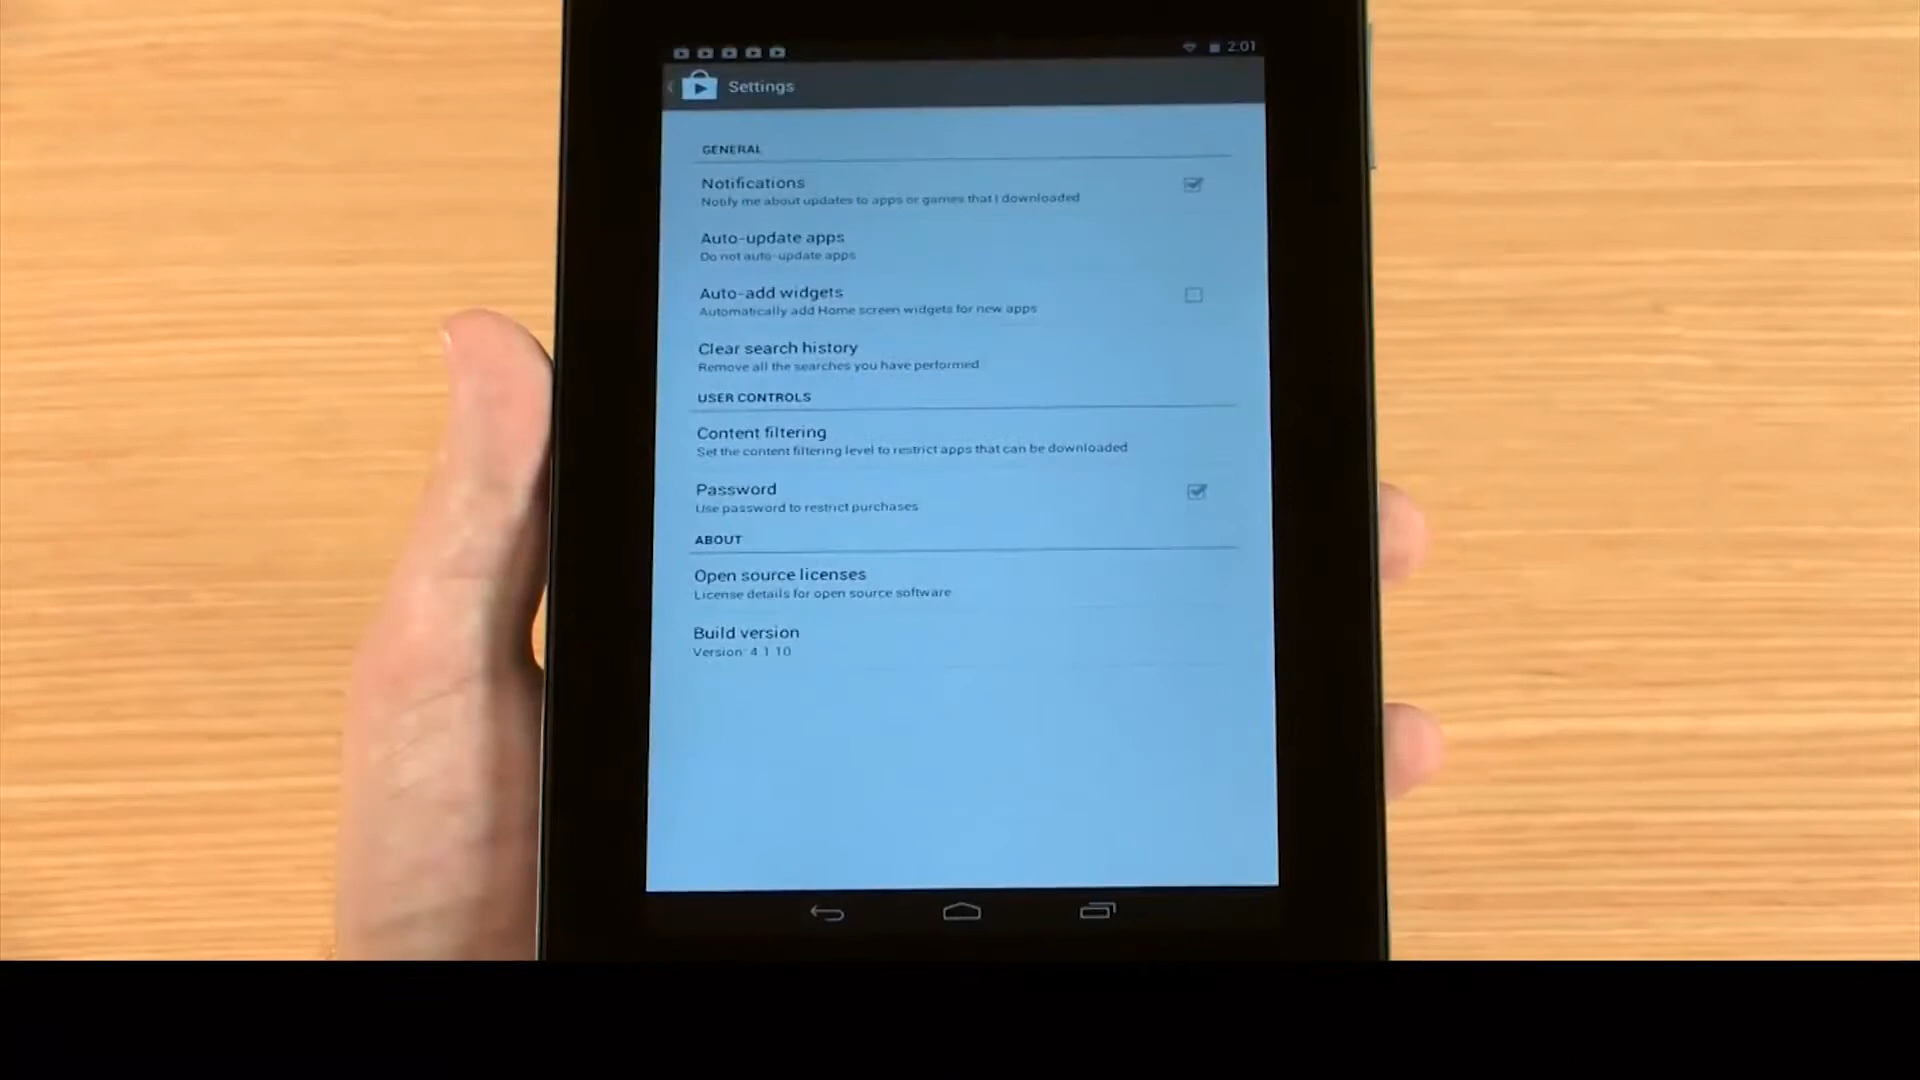 2:01
Settings
GENERAL
Notifications
Notify me about updates to apps or games that I downloaded
Auto-update apps
Do not auto-update apps
Auto-add widgets
Automatically add Home screen widgets for new apps
Clear search history
Remove all the searches you have performed
USER CONTROLS
Content filtering
Set the content filtering level to restrict apps that can be downloaded
Password
Use password to restrict purchases
ABOUT
Open source licenses
License details for open source software
Build version
Version: 4.1.10